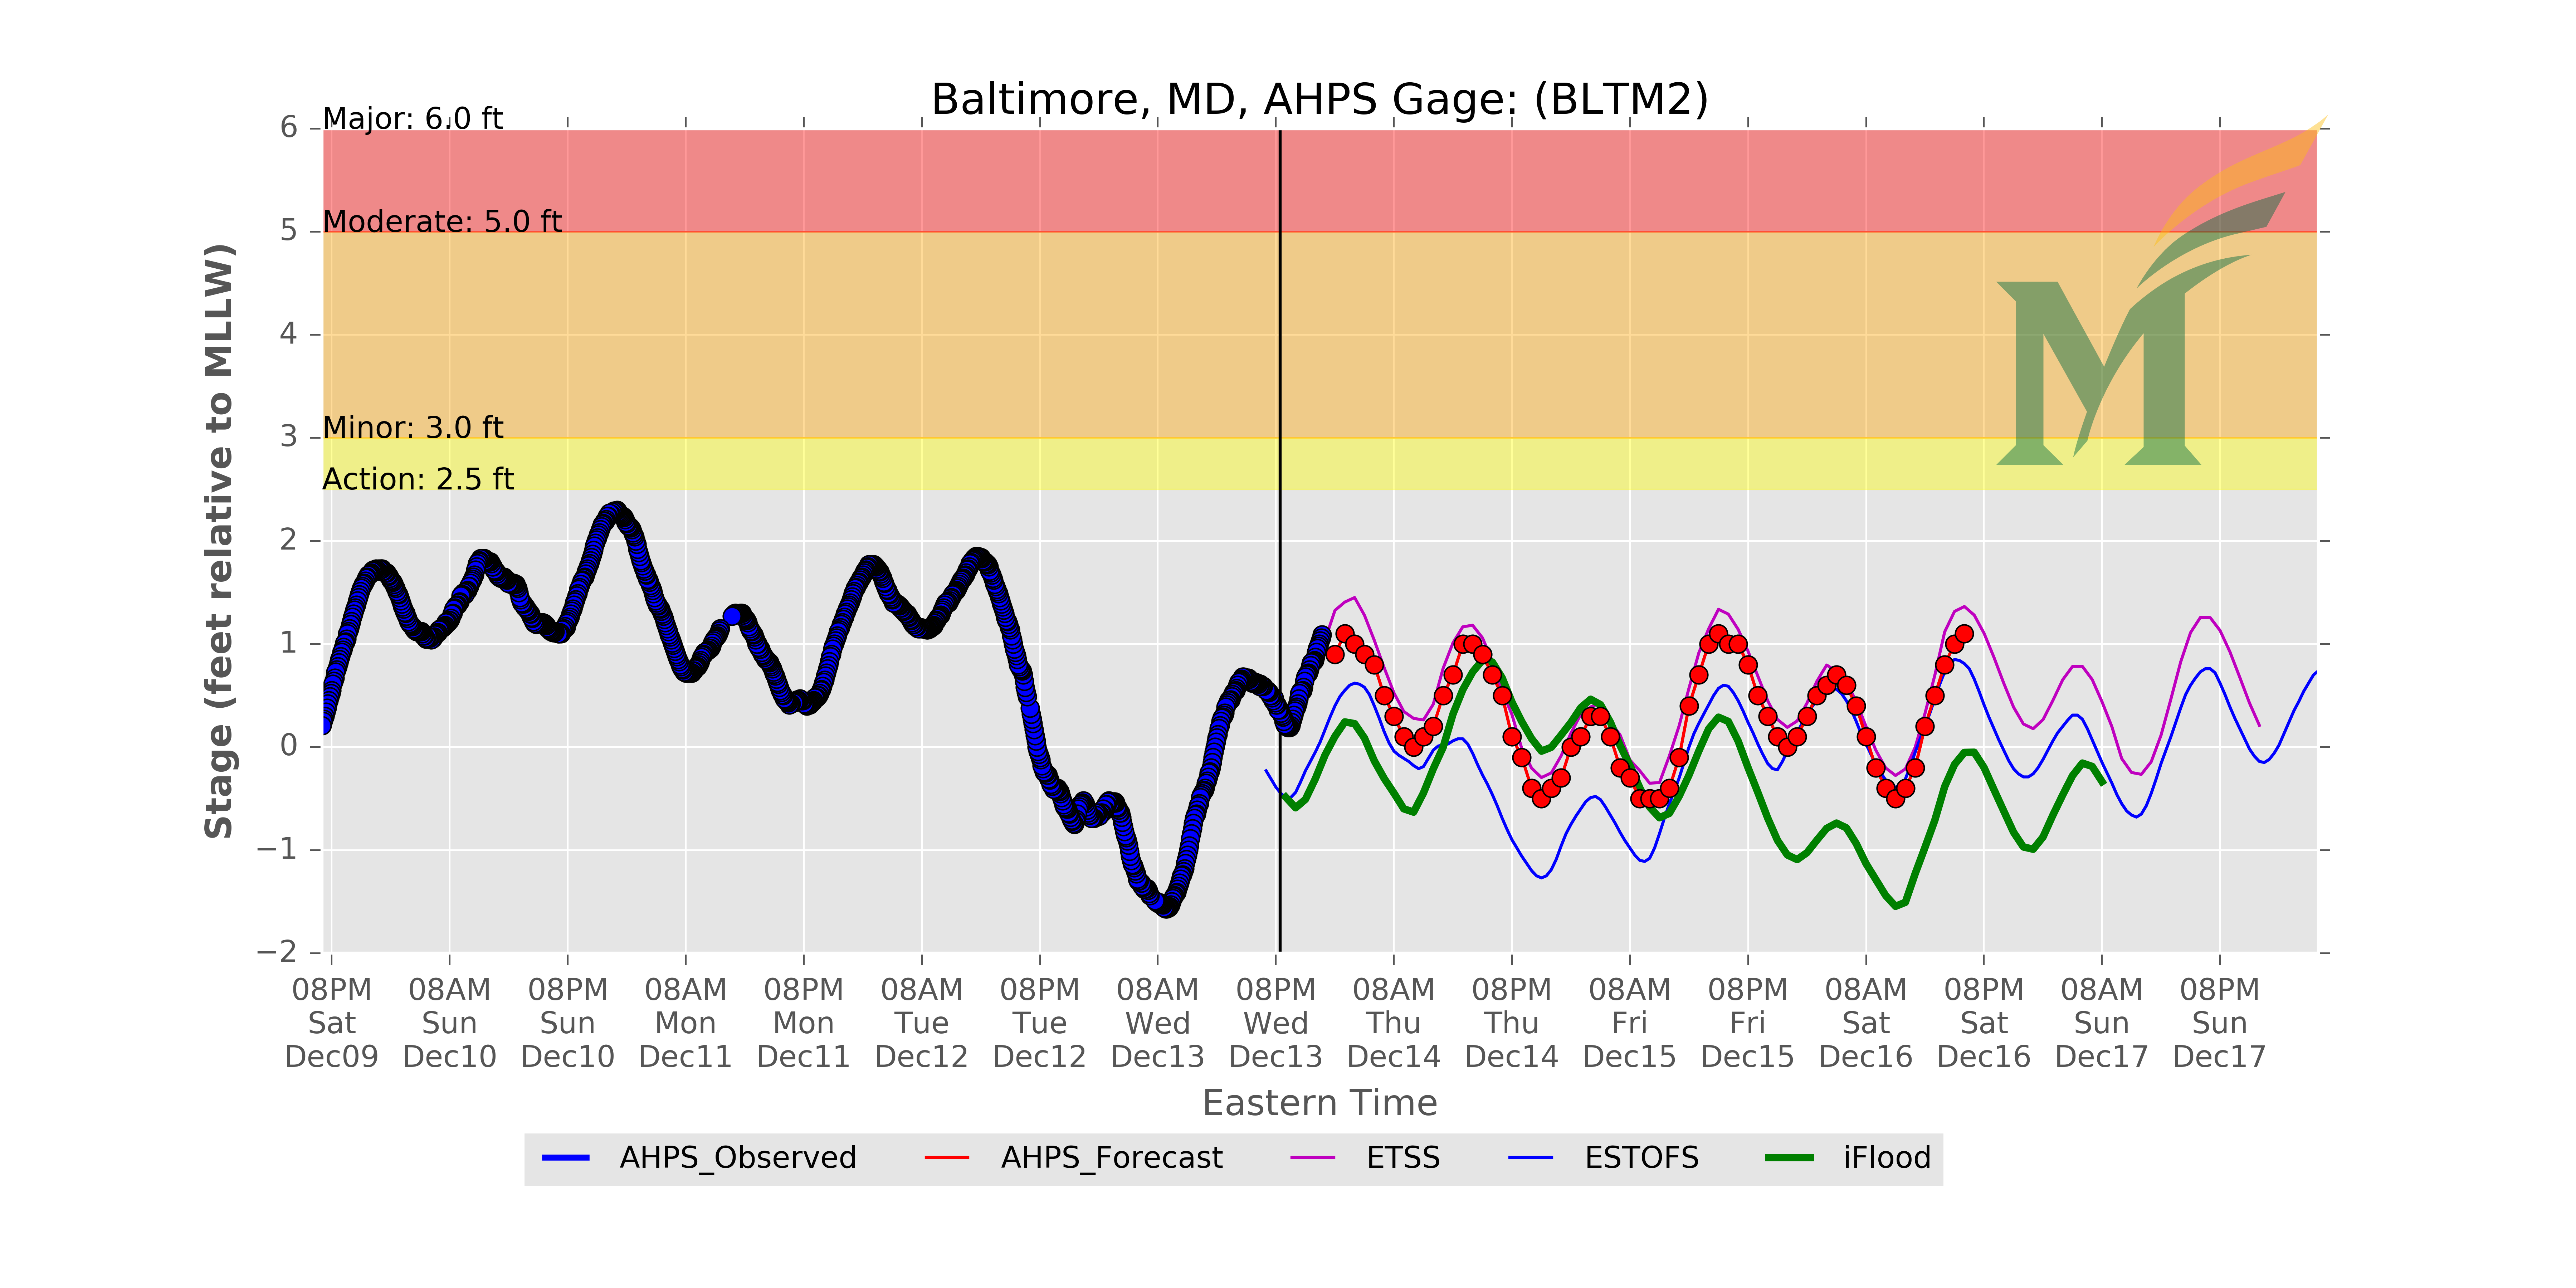 Baltimore, MD, AHPS Gage: (BLTM2)
Major: 6.0 ft
Moderate: 5.0 ft
Minor: 3.0 ft
Action: 2.5 ft
Stage (feet relative to MLLW)
6
5
4
3
2
1
0
−1
−2
08PM 08AM 08PM 08AM 08PM 08AM 08PM 08AM 08PM 08AM 08PM 08AM 08PM 08AM 08PM 08AM 08PM
Sat Sun Sun Mon Mon Tue Tue Wed Wed Thu Thu Fri Fri Sat Sat Sun Sun
Dec09 Dec10 Dec10 Dec11 Dec11 Dec12 Dec12 Dec13 Dec13 Dec14 Dec14 Dec15 Dec15 Dec16 Dec16 Dec17 Dec17
Eastern Time
AHPS_Observed AHPS_Forecast ETSS ESTOFS iFlood
M